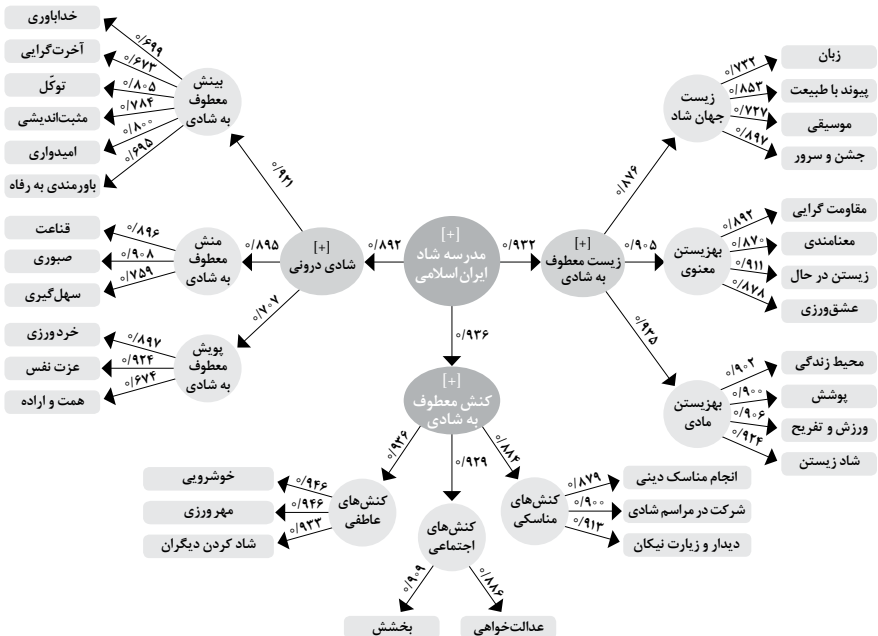 خداباوری
آخرت‌گرایی
توکّل
مثبت‌اندیشی
امیدواری
باورمندی به رفاه
۰/۶۹۹
۰/۶۷۳
۰/۸۰۵
۰/۷۸۴
۰/۸۰۰
۰/۶۹۵
بینش
معطوف
به شادی
۰/۹۲۱
قناعت
صبوری
سهل‌گیری
۰/۸۹۶
۰/۹۰۸
۰/۷۵۹
منش
معطوف
به شادی
۰/۸۹۵
خردورزی
عزت نفس
همت و اراده
۰/۸۹۷
۰/۹۲۴
۰/۶۷۴
پویش
معطوف
به شادی
۰/۷۰۷
[+]
شادی درونی
۰/۸۹۲
[+]
مدرسه شاد
ایران اسلامی
۰/۹۳۲
[+]
زیست معطوف
به شادی
۰/۸۷۶
زیست
جهان شاد
۰/۷۳۲
۰/۸۵۳
۰/۷۲۷
۰/۸۹۷
زبان
پیوند با طبیعت
موسیقی
جشن و سرور
۰/۹۰۵
بهزیستن
معنوی
۰/۸۹۲
۰/۸۷۰
۰/۹۱۱
۰/۸۷۸
مقاومت گرایی
معنامندی
زیستن در حال
عشق‌ورزی
۰/۹۳۵
بهزیستن
مادی
۰/۹۰۲
۰/۹۰۰
۰/۹۰۶
۰/۹۲۴
محیط زندگی
پوشش
ورزش و تفریح
شاد زیستن
۰/۹۳۶
[+]
کنش معطوف
به شادی
۰/۹۳۶
۰/۹۲۹
۰/۸۸۴
کنش‌های
عاطفی
۰/۹۴۶
۰/۹۴۶
۰/۹۳۳
خوشرویی
مهرورزی
شاد کردن دیگران
کنش‌های
اجتماعی
۰/۹۰۹
۰/۸۸۶
بخشش
عدالت‌خواهی
کنش‌های
مناسکی
۰/۸۷۹
۰/۹۰۰
۰/۹۱۳
انجام مناسک دینی
شرکت در مراسم شادی
دیدار و زیارت نیکان